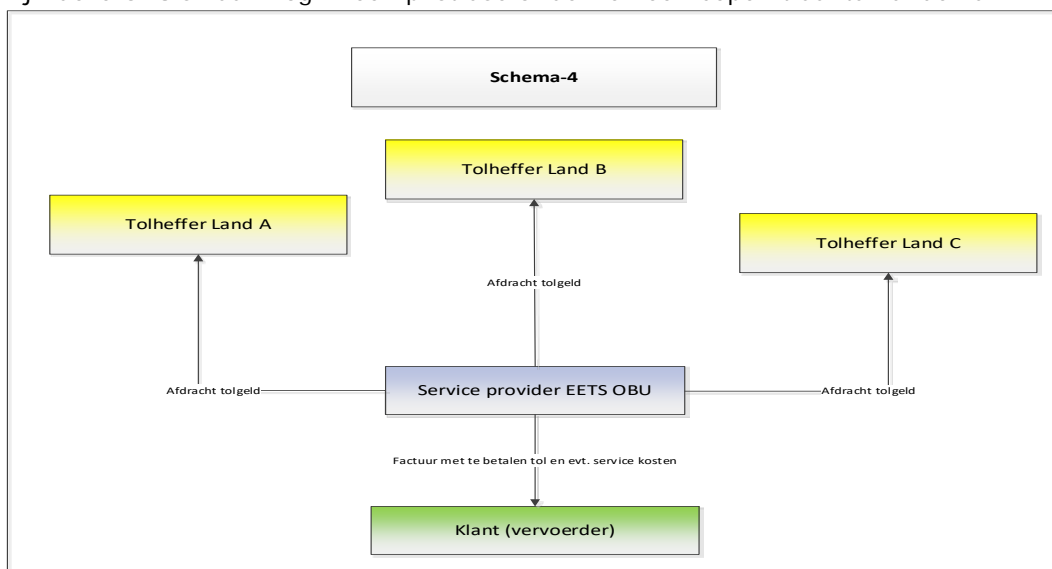 Schema-4
Tolheffer Land B
Tolheffer Land A
Tolheffer Land C
Afdracht tolgeld
Afdracht tolgeld
Service provider EETS OBU
Afdracht tolgeld
Factuur met te betalen tol en evt. service kosten
Klant (vervoerder)